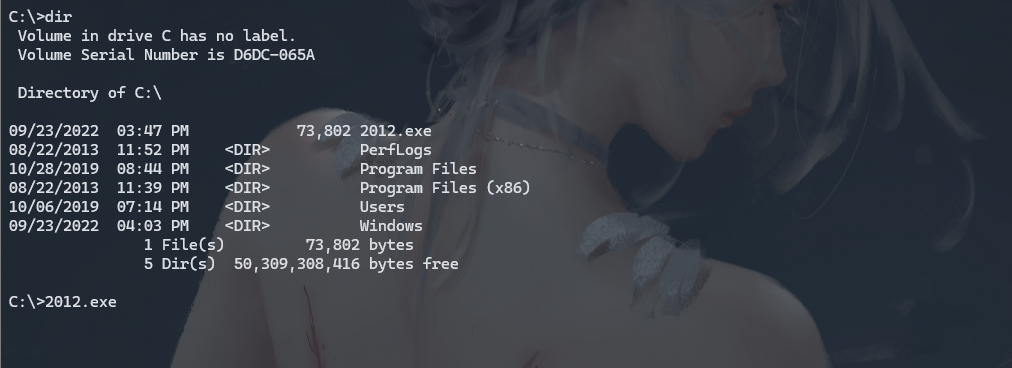 C:\>dir
 Volume in drive C has no label.
 Volume Serial Number is D6DC-065A

 Directory of C:\

09/23/2022  03:47 PM            73,802 2012.exe
08/22/2013  11:52 PM    <DIR>          PerfLogs
10/28/2019  08:44 PM    <DIR>          Program Files
08/22/2013  11:39 PM    <DIR>          Program Files (x86)
10/06/2019  07:14 PM    <DIR>          Users
09/23/2022  04:03 PM    <DIR>          Windows
               1 File(s)         73,802 bytes
               5 Dir(s)  50,309,308,416 bytes free

C:\>2012.exe